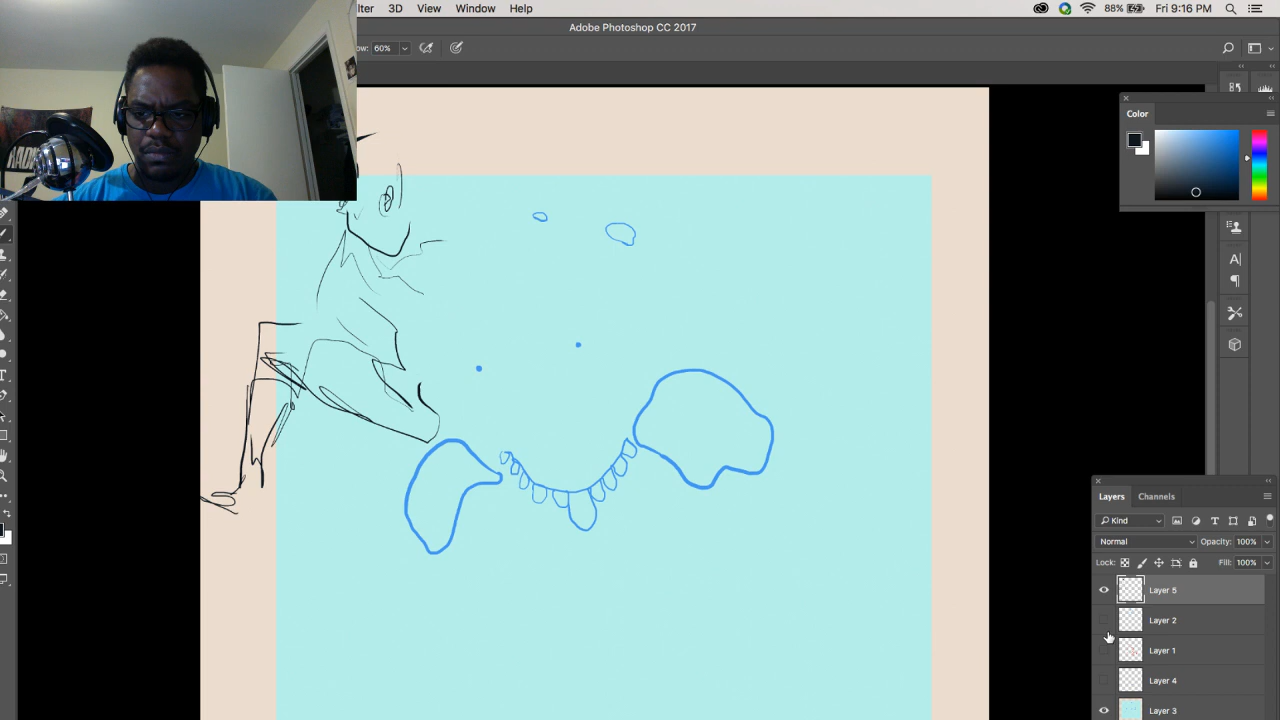 lter 3D View Window Help 88% Fri 9:16 PM
Adobe Photoshop CC 2017
ow: 60%
Color
Layers Channels
Kind
Normal Opacity: 100%
Lock: Fill: 100%
Layer 5
Layer 2
Layer 1
Layer 4
Layer 3